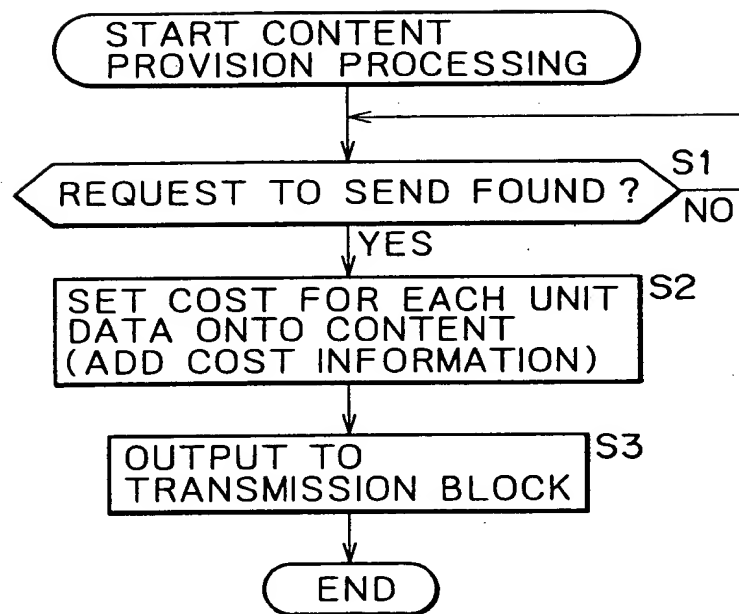 START CONTENT
PROVISION PROCESSING
REQUEST TO SEND FOUND ?
S1
NO
YES
SET COST FOR EACH UNIT
DATA ONTO CONTENT
(ADD COST INFORMATION)
S2
OUTPUT TO
TRANSMISSION BLOCK
S3
END